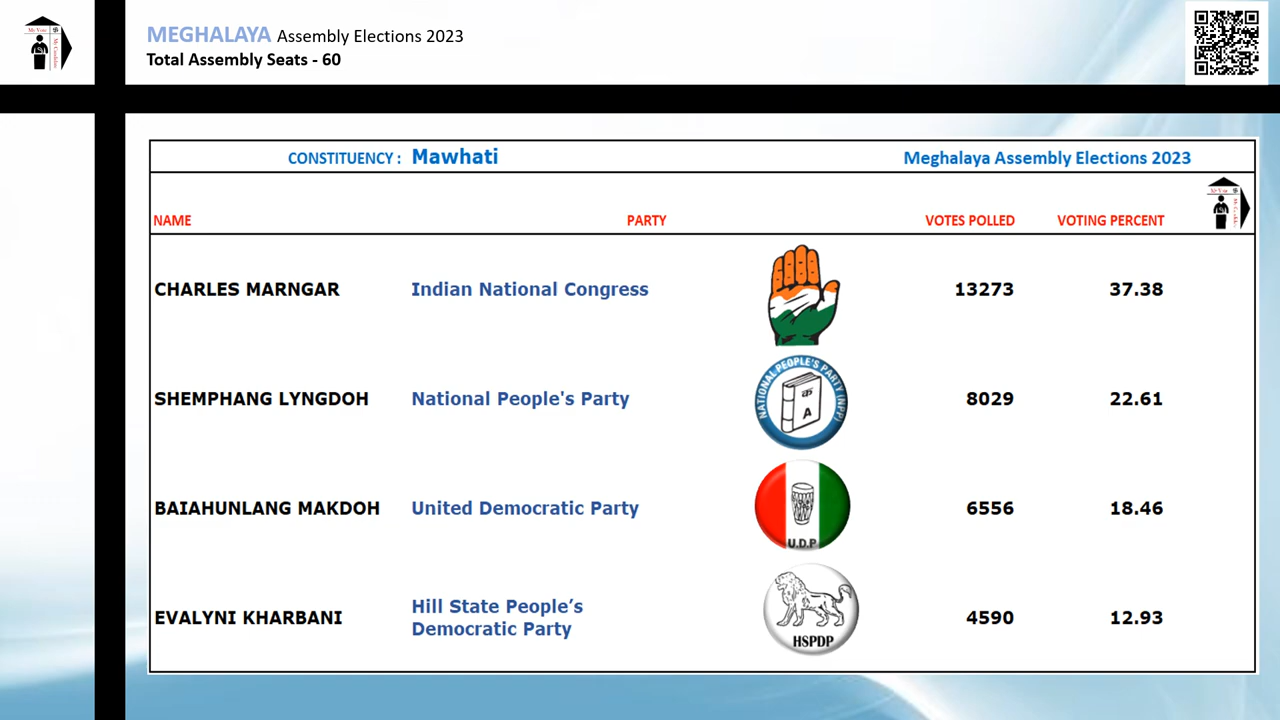 MEGHALAYA Assembly Elections 2023
Total Assembly Seats - 60
CONSTITUENCY : Mawhati Meghalaya Assembly Elections 2023
NAME PARTY VOTES POLLED VOTING PERCENT
CHARLES MARNGAR Indian National Congress 13273 37.38
NATIONAL PEOPLE'S PARTY (NPP)
क
A
SHEMPHANG LYNGDOH National People's Party 8029 22.61
BAIAHUNLANG MAKDOH United Democratic Party 6556 18.46
U.D.P
EVALYNI KHARBANI Hill State People’s
Democratic Party 4590 12.93
HSPDP